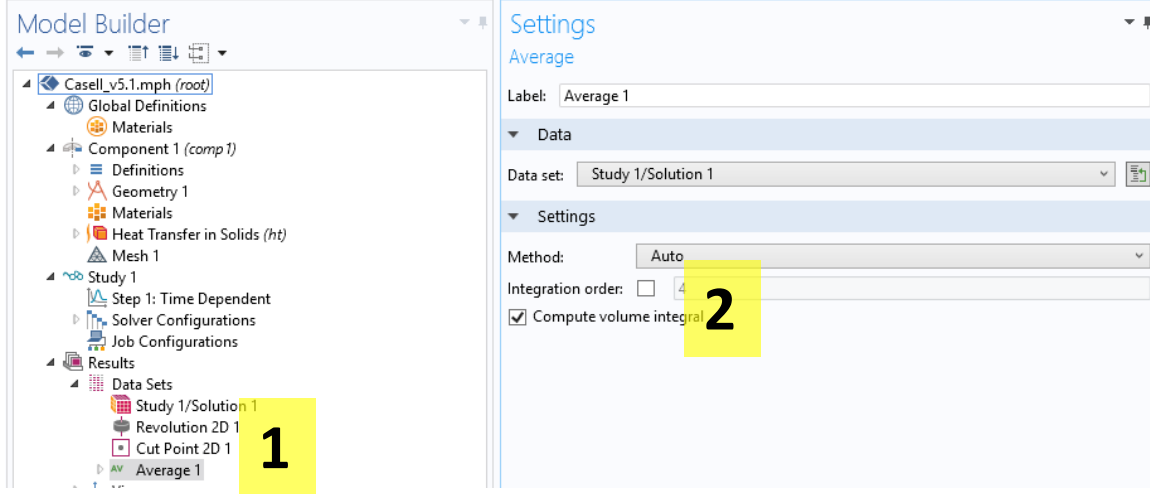 Model Builder
Casell_v5.1.mph (root)
Global Definitions
Materials
Component 1 (comp1)
Definitions
Geometry 1
Materials
Heat Transfer in Solids (ht)
Mesh 1
Study 1
Step 1: Time Dependent
Solver Configurations
Job Configurations
Results
Data Sets
Study 1/Solution 1
Revolution 2D 1
Cut Point 2D 1
AV Average 1
1
Settings
Average
Label: Average 1
Data
Data set: Study 1/Solution 1
Settings
Method: Auto
Integration order: 4
Compute volume integral
2